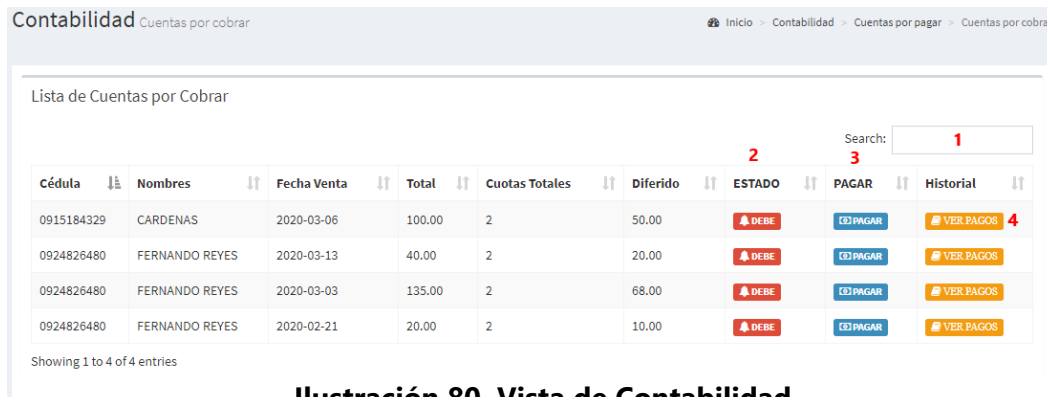 Contabilidad Cuentas por cobrar Inicio > Contabilidad > Cuentas por pagar > Cuentas por cobra
Lista de Cuentas por Cobrar
Search: 1
2 3
Cédula Nombres Fecha Venta Total Cuotas Totales Diferido ESTADO PAGAR Historial
0915184329 CARDENAS 2020-03-06 100.00 2 50.00 DEBE PAGAR VER PAGOS 4
0924826480 FERNANDO REYES 2020-03-13 40.00 2 20.00 DEBE PAGAR VER PAGOS
0924826480 FERNANDO REYES 2020-03-03 135.00 2 68.00 DEBE PAGAR VER PAGOS
0924826480 FERNANDO REYES 2020-02-21 20.00 2 10.00 DEBE PAGAR VER PAGOS
Showing 1 to 4 of 4 entries
Ilustración 80. Vista de Contabilidad